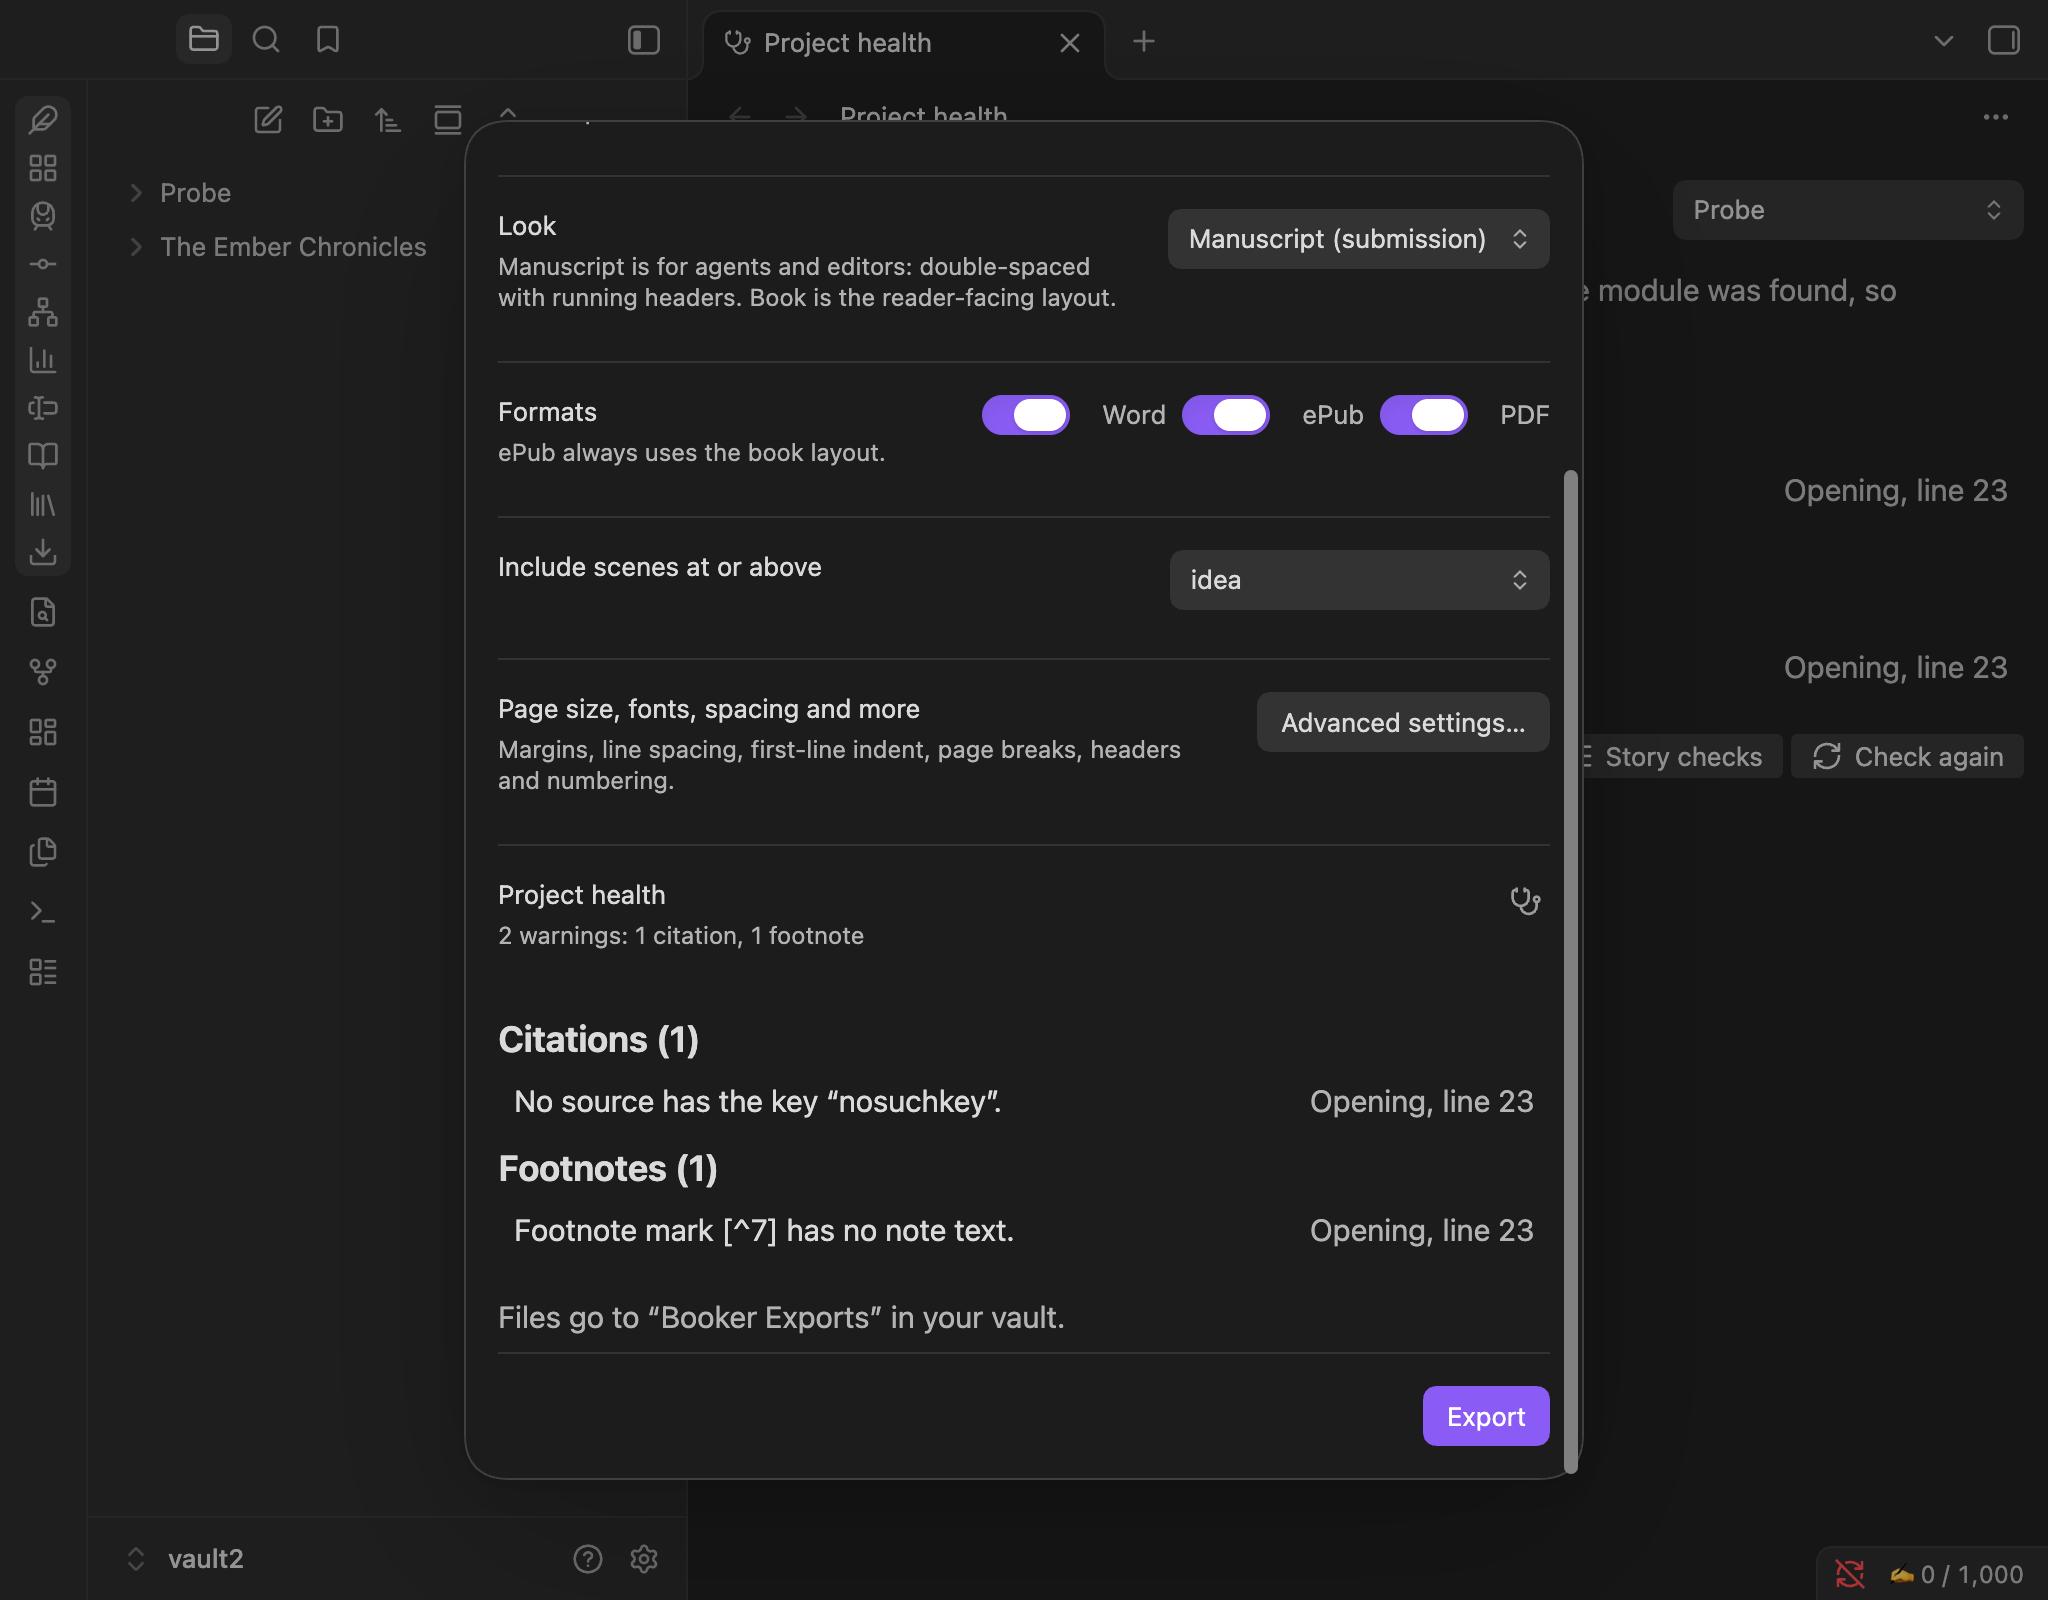 Project health
Project health
Probe
The Ember Chronicles
Probe
module was found, so
Opening, line 23
Opening, line 23
Story checks
Check again
Look
Manuscript (submission)
Manuscript is for agents and editors: double-spaced
with running headers. Book is the reader-facing layout.
Formats
Word
ePub
PDF
ePub always uses the book layout.
Include scenes at or above
idea
Page size, fonts, spacing and more
Advanced settings...
Margins, line spacing, first-line indent, page breaks, headers
and numbering.
Project health
2 warnings: 1 citation, 1 footnote
Citations (1)
No source has the key “nosuchkey”.
Opening, line 23
Footnotes (1)
Footnote mark [^7] has no note text.
Opening, line 23
Files go to “Booker Exports” in your vault.
Export
vault2
0 / 1,000